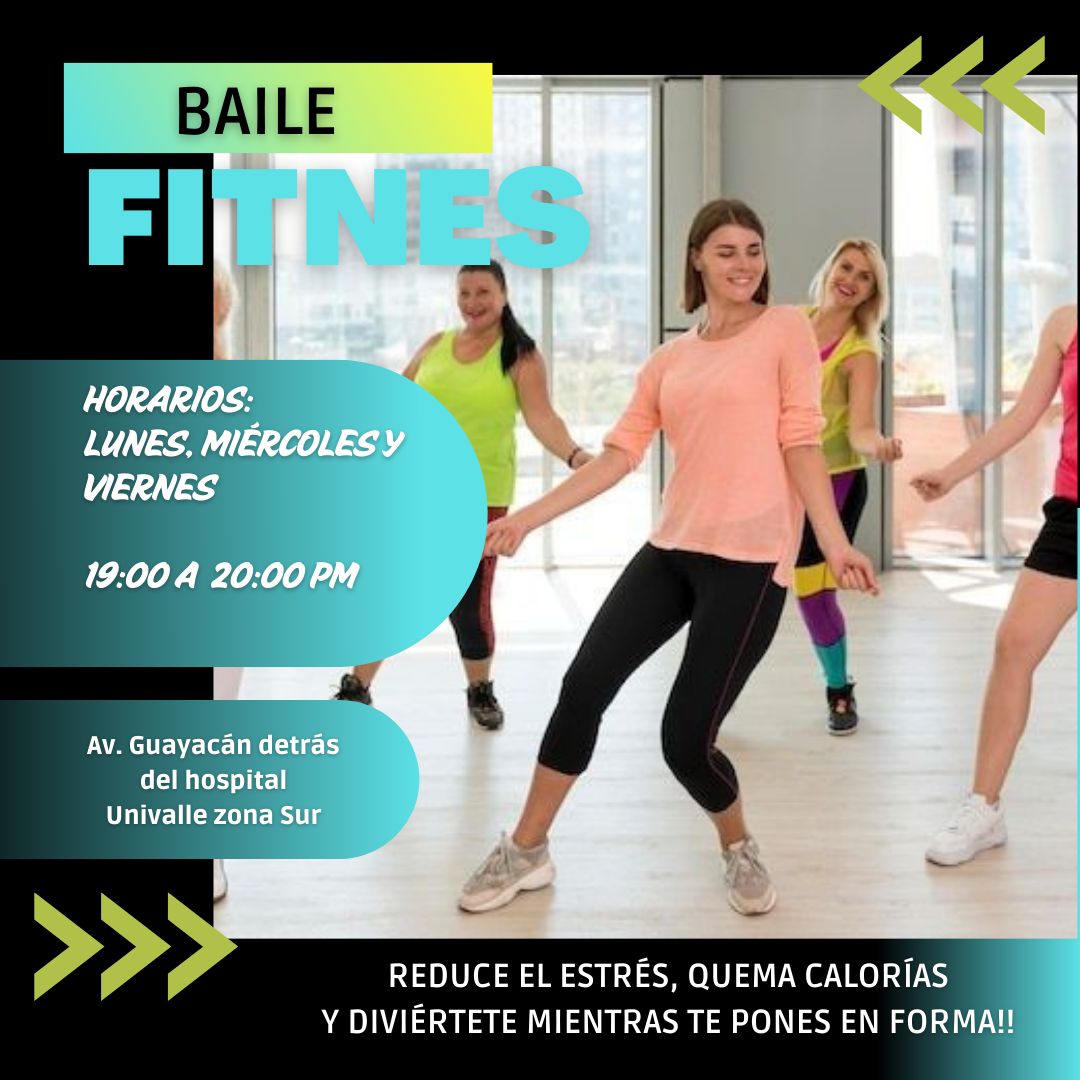 BAILE
FITNES
HORARIOS:
LUNES, MIÉRCOLES Y
VIERNES
19:00 A 20:00 PM
Av. Guayacán detrás
del hospital
Univalle zona Sur
REDUCE EL ESTRÉS, QUEMA CALORÍAS
Y DIVIÉRTETE MIENTRAS TE PONES EN FORMA!!